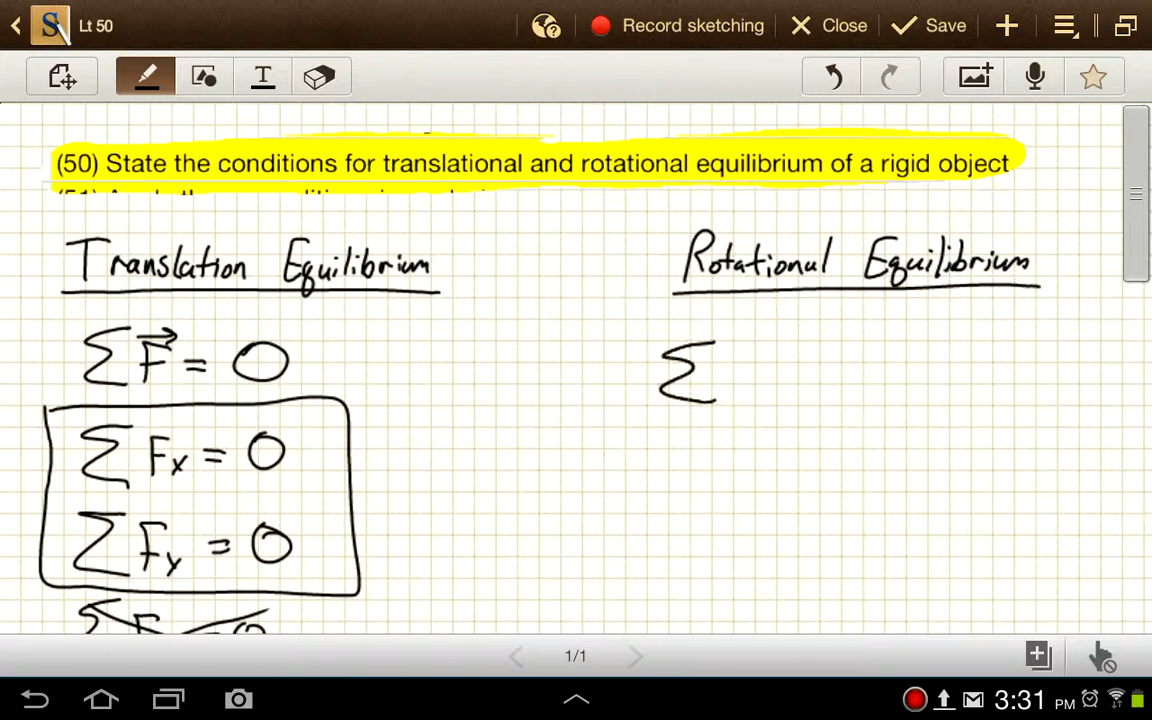 Lt 50
Record sketching
Close
Save
(50) State the conditions for translational and rotational equilibrium of a rigid object
Translation Equilibrium
Rotational Equilibrium
∑ F⃗ = 0
∑
∑ Fx = 0
∑ Fy = 0
1/1
3:31 PM